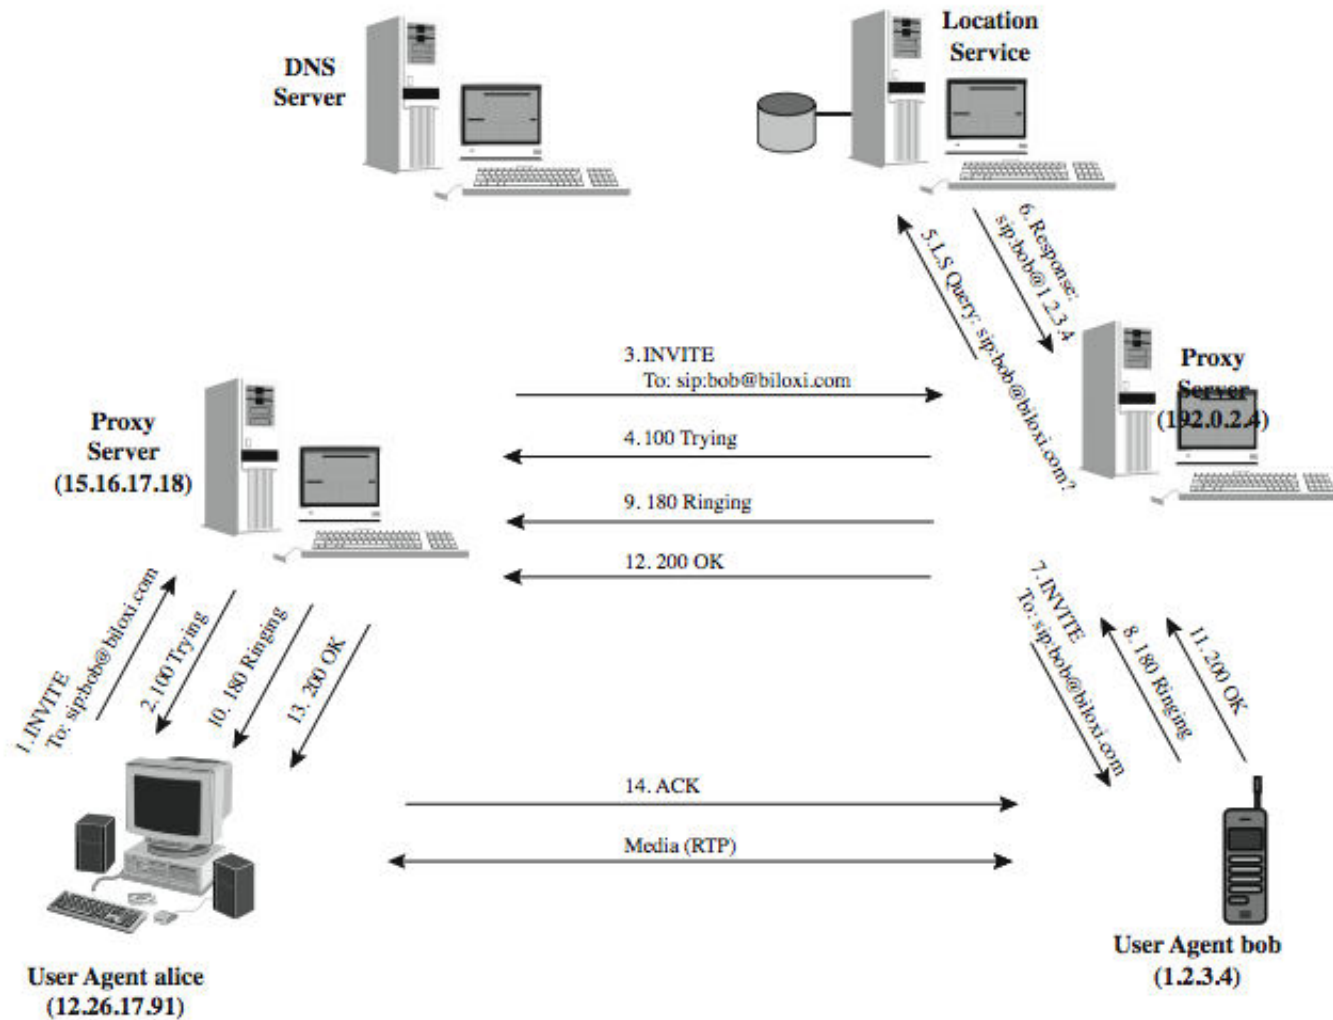 DNS
Server
Location
Service
5.LS Query: sip:bob@biloxi.com?
6. Response:
sip:bob@1.2.3.4
3. INVITE
To: sip:bob@biloxi.com
4. 100 Trying
9. 180 Ringing
12. 200 OK
Proxy
Server
(192.0.2.4)
Proxy
Server
(15.16.17.18)
1. INVITE
To: sip:bob@biloxi.com
2. 100 Trying
10. 180 Ringing
13. 200 OK
7. INVITE
To: sip:bob@biloxi.com
8. 180 Ringing
11. 200 OK
14. ACK
Media (RTP)
User Agent alice
(12.26.17.91)
User Agent bob
(1.2.3.4)